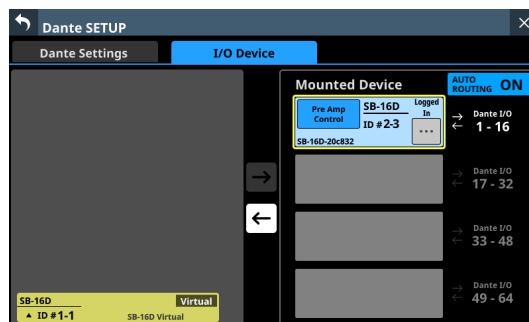 Dante SETUP
Dante Settings
I/O Device
Mounted Device
AUTO
ROUTING ON
Pre Amp
Control
SB-16D
ID #2-3
Logged
In
...
SB-16D-20c832
Dante I/O
1 - 16
Dante I/O
17 - 32
Dante I/O
33 - 48
Dante I/O
49 - 64
SB-16D
Virtual
ID #1-1
SB-16D Virtual